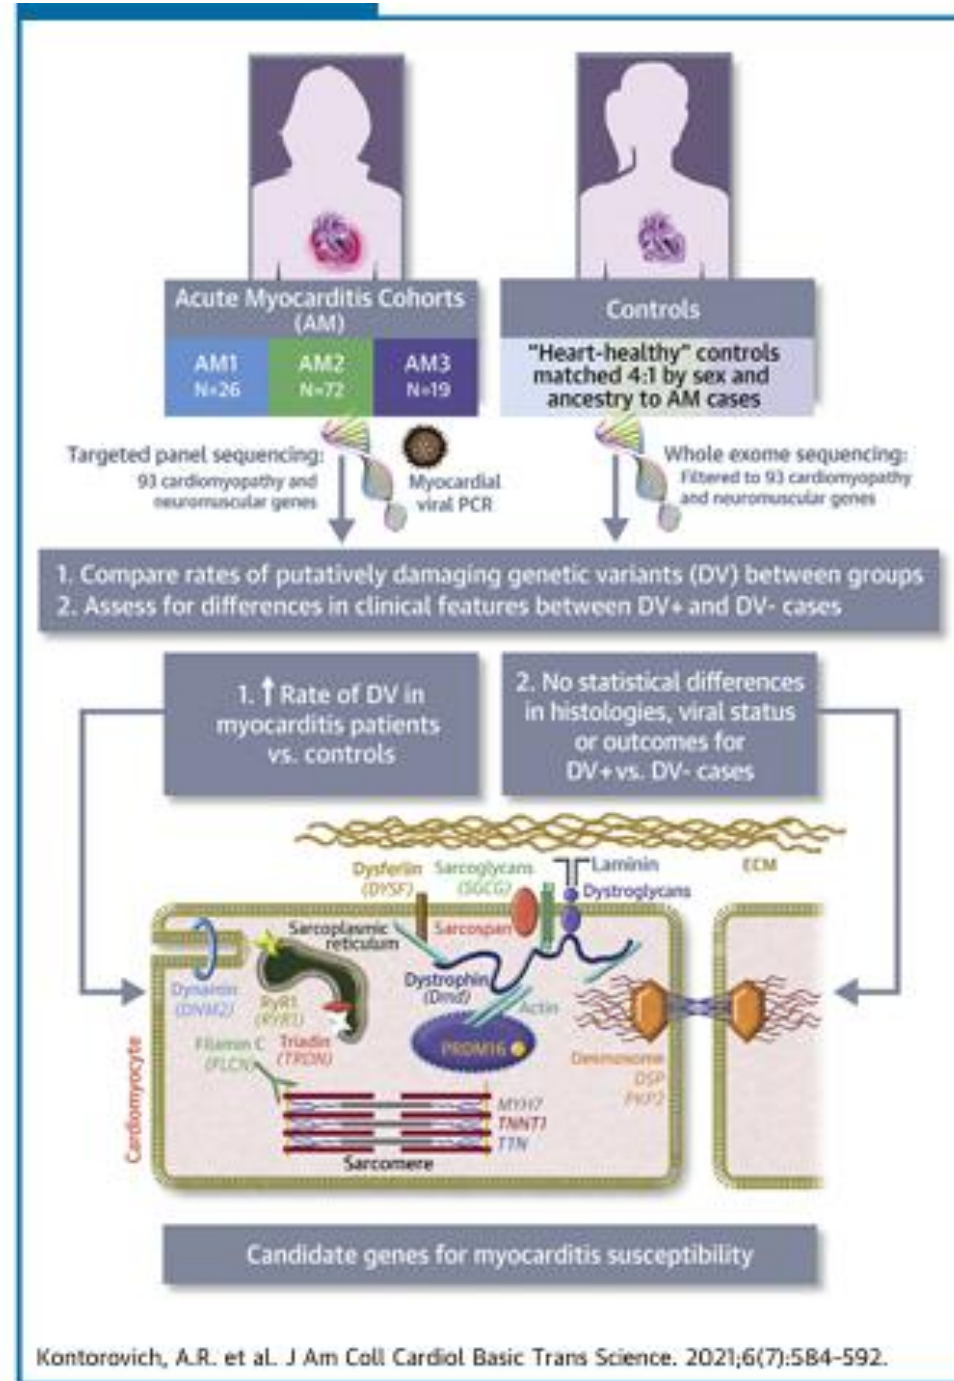 Acute Myocarditis Cohorts
(AM)
AM1
N=26
AM2
N=72
AM3
N=19
Controls
"Heart-healthy" controls
matched 4:1 by sex and
ancestry to AM cases
Targeted panel sequencing:
93 cardiomyopathy and
neuromuscular genes
Myocardial
viral PCR
Whole exome sequencing:
Filtered to 93 cardiomyopathy
and neuromuscular genes
1. Compare rates of putatively damaging genetic variants (DV) between groups
2. Assess for differences in clinical features between DV+ and DV- cases
1. ↑ Rate of DV in
myocarditis patients
vs. controls
2. No statistical differences
in histologies, viral status
or outcomes for
DV+ vs. DV- cases
Dysferlin
(DYSF)
Sarcoglycans
(SGCG)
Laminin
ECM
Dystroglycans
Sarcospan
Sarcoplasmic
reticulum
Dystrophin
(Dmd)
Actin
Dynamin
(DNM2)
RyR1
(RYR1)
Triadin
(TRDN)
Filamin C
(FLCN)
PRDM16
Desmosome
DSP
PKP2
MYH7
TNNT1
TTN
Sarcomere
Cardiomyocyte
Candidate genes for myocarditis susceptibility
Kontorovich, A.R. et al. J Am Coll Cardiol Basic Trans Science. 2021;6(7):584-592.